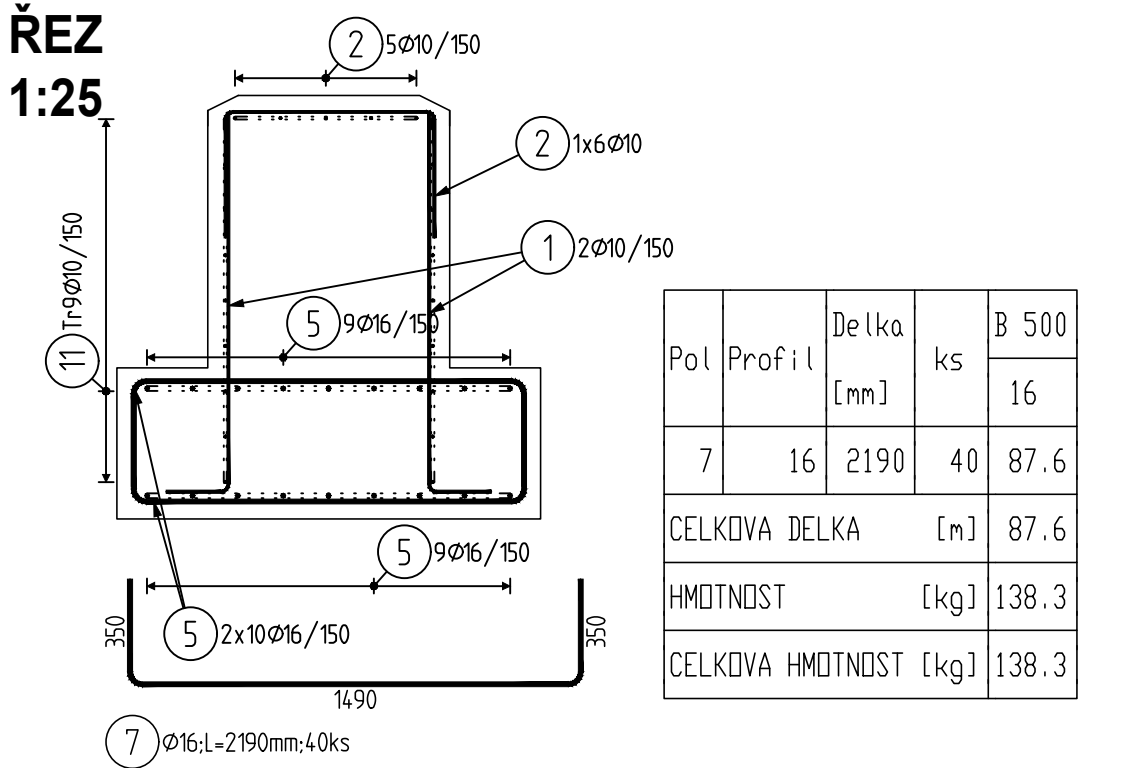 ŘEZ
1:25
2 5Ø10/150
2 1x6Ø10
1 2Ø10/150
11 Tr9Ø10/150
5 9Ø16/150
5 9Ø16/150
5 2x10Ø16/150
350
350
1490
7 Ø16;L=2190mm;40ks
Pol Profil Delka [mm] ks B 500
16
7 16 2190 40 87.6
CELKOVA DELKA [m] 87.6
HMOTNOST [kg] 138.3
CELKOVA HMOTNOST [kg] 138.3